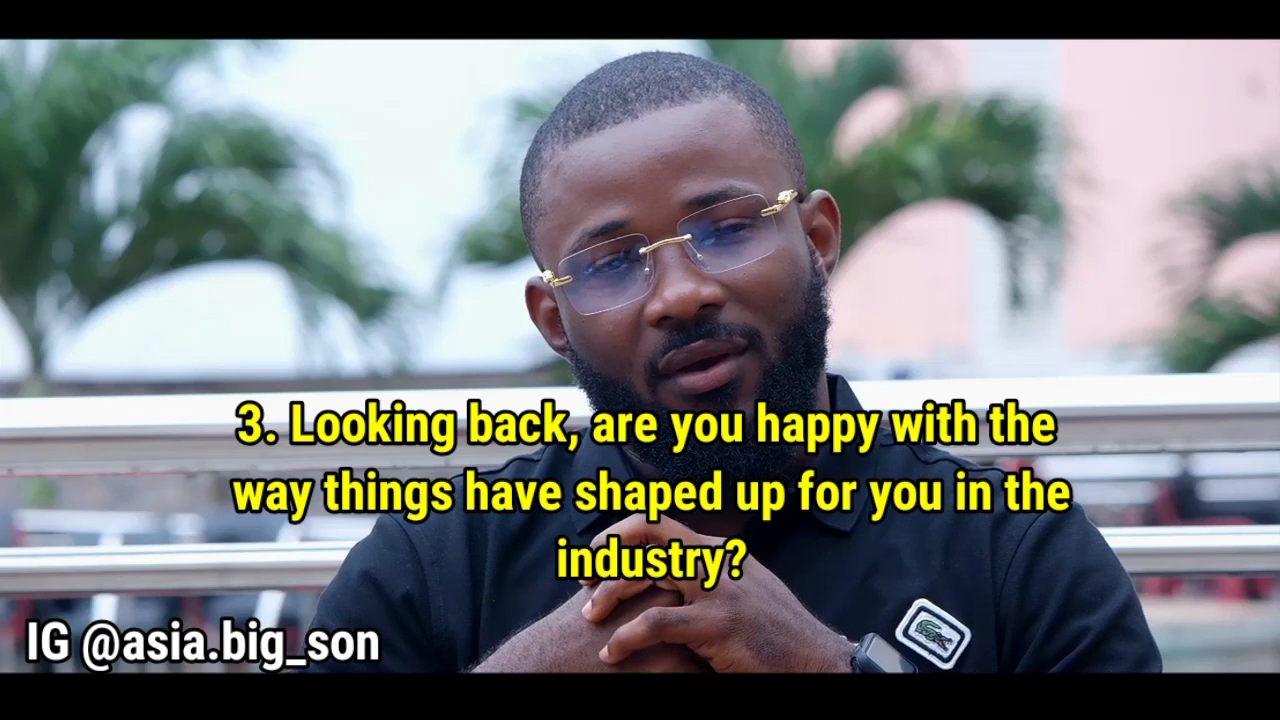 3. Looking back, are you happy with the
way things have shaped up for you in the
industry?
IG @asia.big_son